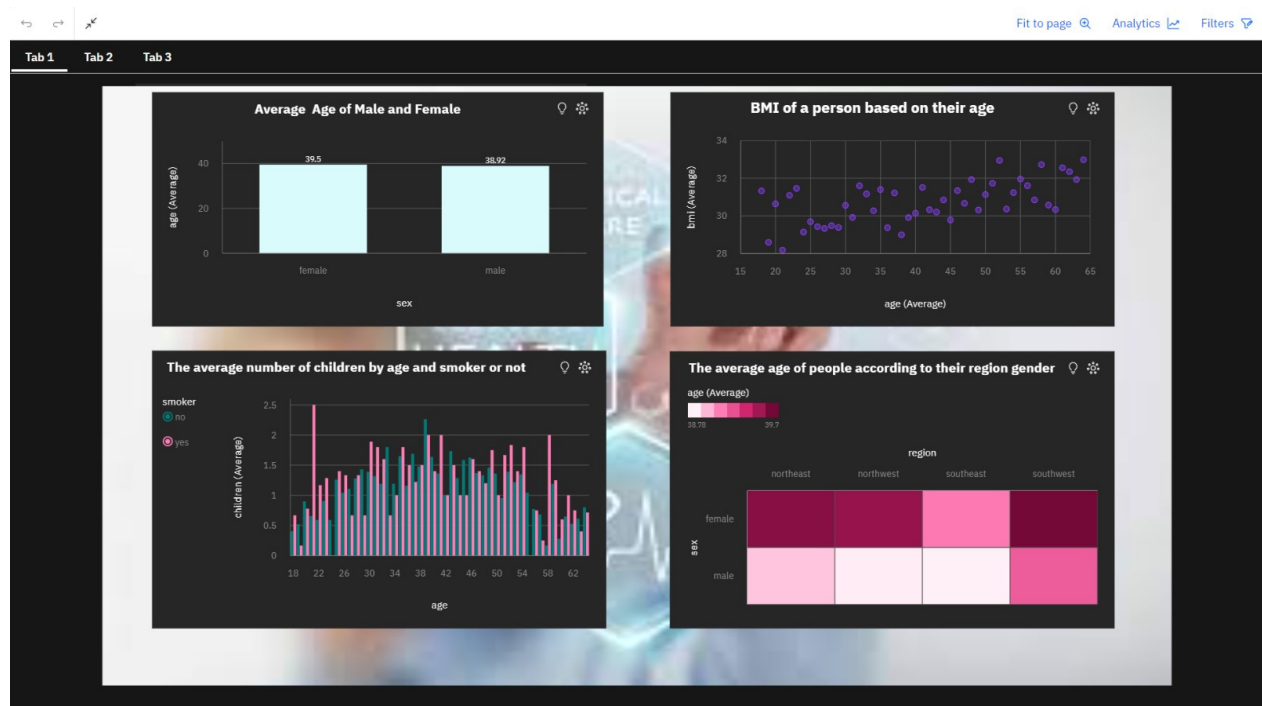 Fit to page Analytics Filters
Tab 1 Tab 2 Tab 3
Average Age of Male and Female
age (Average)
40
20
0
39.5
38.92
female male
sex
BMI of a person based on their age
bmi (Average)
34
32
30
28
15 20 25 30 35 40 45 50 55 60 65
age (Average)
ICAL
RE
The average number of children by age and smoker or not
smoker
no
yes
children (Average)
2.5
2
1.5
1
0.5
0
18 22 26 30 34 38 42 46 50 54 58 62
age
The average age of people according to their region gender
age (Average)
38.78 39.7
region
northeast northwest southeast southwest
sex
female
male